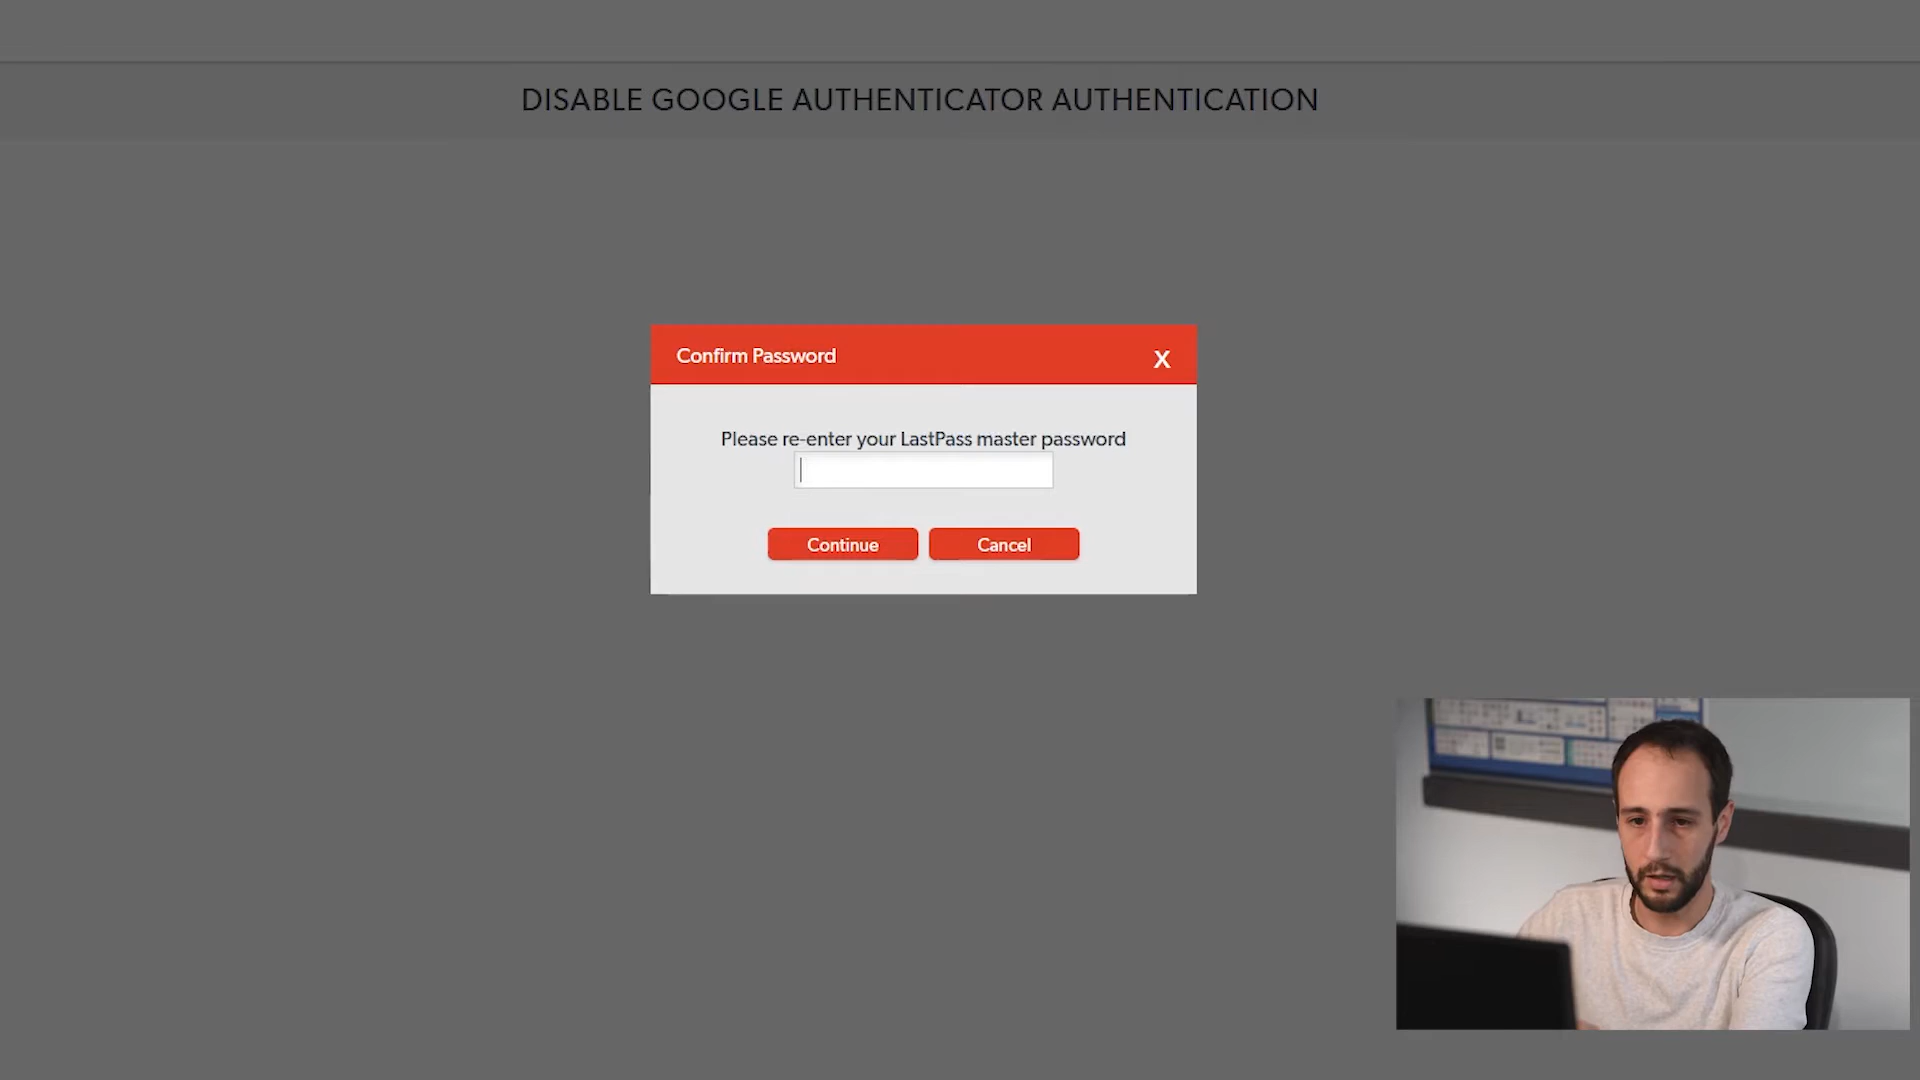 DISABLE GOOGLE AUTHENTICATOR AUTHENTICATION
Confirm Password
X
Please re-enter your LastPass master password
Continue
Cancel